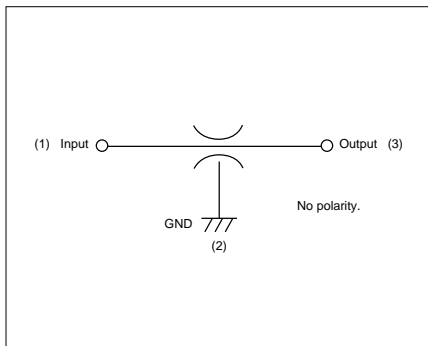 (1) Input Output (3)
No polarity.
GND
(2)